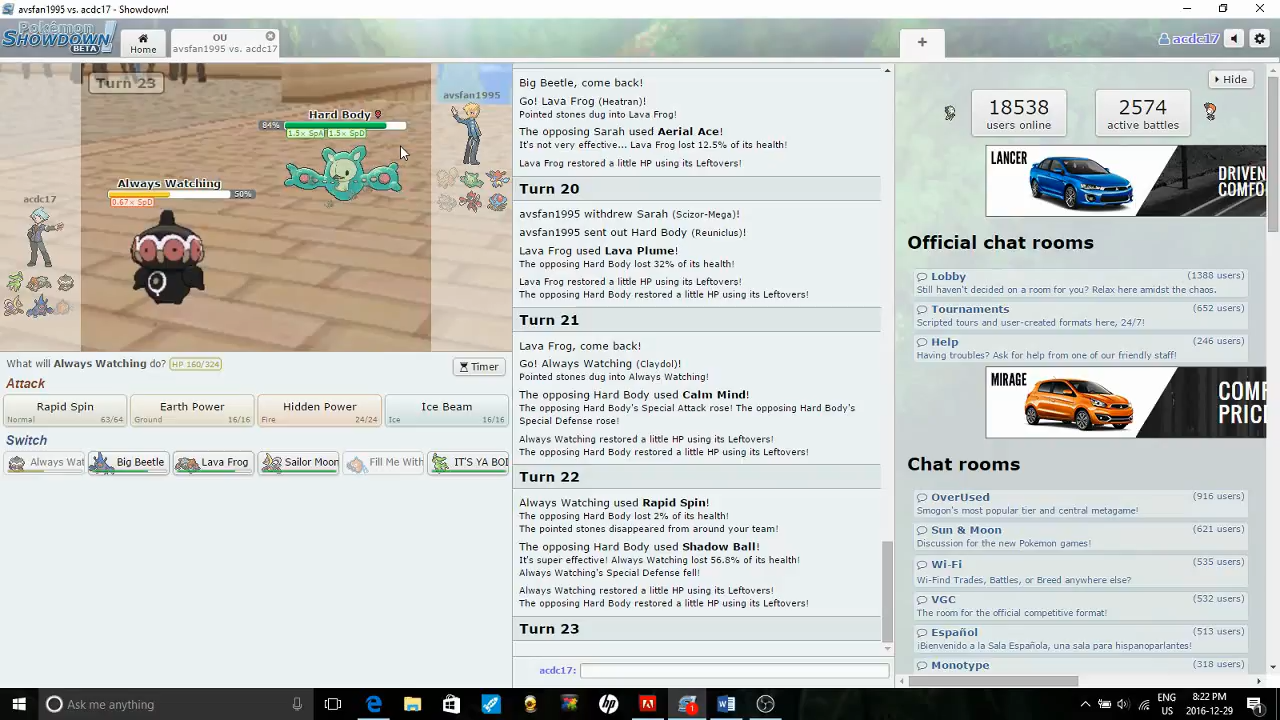 avsfan1995 vs. acdc17 - Showdown!
Pokémon
Showdown!
BETA
Home
OU
avsfan1995 vs. acdc17
+
acdc17
Turn 23
avsfan1995
Hard Body
84%
1.5× SpA 1.5× SpD
acdc17
Always Watching
50%
0.67× SpD
What will Always Watching do? HP 160/324
Timer
Attack
Rapid Spin
Normal 63/64
Earth Power
Ground 16/16
Hidden Power
Fire 24/24
Ice Beam
Ice 16/16
Switch
Always Wat
Big Beetle
Lava Frog
Sailor Moon
Fill Me With
IT'S YA BOI
Big Beetle, come back!
Go! Lava Frog (Heatran)!
Pointed stones dug into Lava Frog!
The opposing Sarah used Aerial Ace!
It's not very effective... Lava Frog lost 12.5% of its health!
Lava Frog restored a little HP using its Leftovers!
Turn 20
avsfan1995 withdrew Sarah (Scizor-Mega)!
avsfan1995 sent out Hard Body (Reuniclus)!
Lava Frog used Lava Plume!
The opposing Hard Body lost 32% of its health!
Lava Frog restored a little HP using its Leftovers!
The opposing Hard Body restored a little HP using its Leftovers!
Turn 21
Lava Frog, come back!
Go! Always Watching (Claydol)!
Pointed stones dug into Always Watching!
The opposing Hard Body used Calm Mind!
The opposing Hard Body's Special Attack rose! The opposing Hard Body's
Special Defense rose!
Always Watching restored a little HP using its Leftovers!
The opposing Hard Body restored a little HP using its Leftovers!
Turn 22
Always Watching used Rapid Spin!
The opposing Hard Body lost 2% of its health!
The pointed stones disappeared from around your team!
The opposing Hard Body used Shadow Ball!
It's super effective! Always Watching lost 56.8% of its health!
Always Watching's Special Defense fell!
Always Watching restored a little HP using its Leftovers!
The opposing Hard Body restored a little HP using its Leftovers!
Turn 23
acdc17:
Hide
18538
users online
2574
active battles
LANCER
DRIVEN
COMFO
Official chat rooms
Lobby (1388 users)
Still haven't decided on a room for you? Relax here amidst the chaos.
Tournaments (652 users)
Scripted tours and user-created formats here, 24/7!
Help (246 users)
Having troubles? Ask for help from one of our friendly staff!
MIRAGE
COMP
PRIC
Chat rooms
OverUsed (916 users)
Smogon's most popular tier and central metagame!
Sun & Moon (621 users)
Discussion for the new Pokemon games!
Wi-Fi (535 users)
Wi-Find Trades, Battles, or Breed anywhere else?
VGC (532 users)
The room for the official competitive format!
Español (513 users)
¡Bienvenido a la Sala Española, una sala para hispanoparlantes!
Monotype (318 users)
Ask me anything
hp
1
ENG
US
8:22 PM
2016-12-29